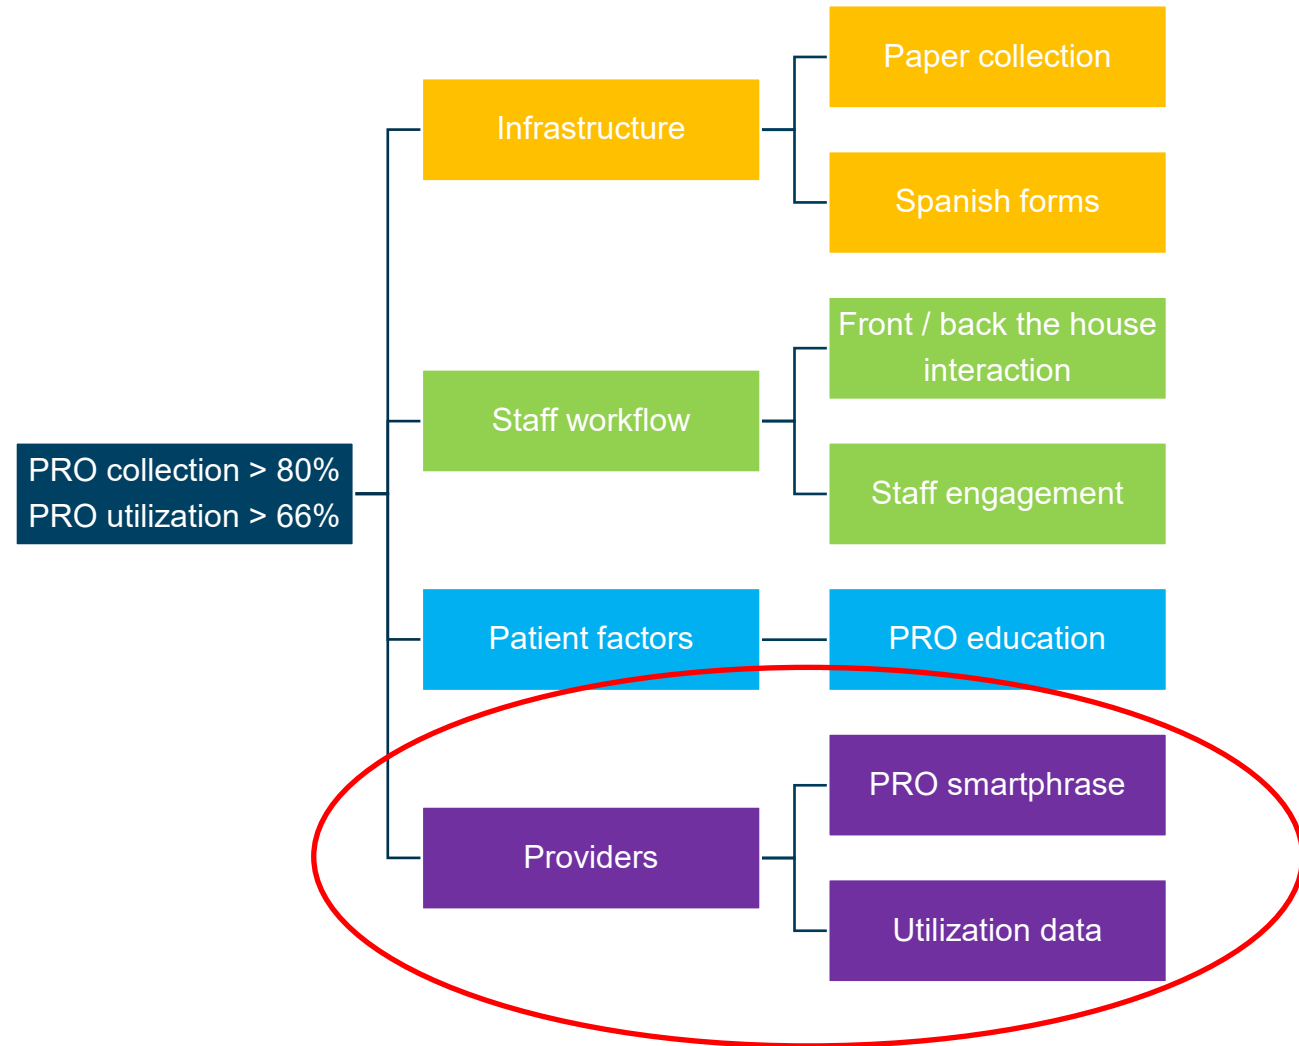 PRO collection > 80%
PRO utilization > 66%
Infrastructure
Paper collection
Spanish forms
Staff workflow
Front / back the house
interaction
Staff engagement
Patient factors
PRO education
Providers
PRO smartphrase
Utilization data